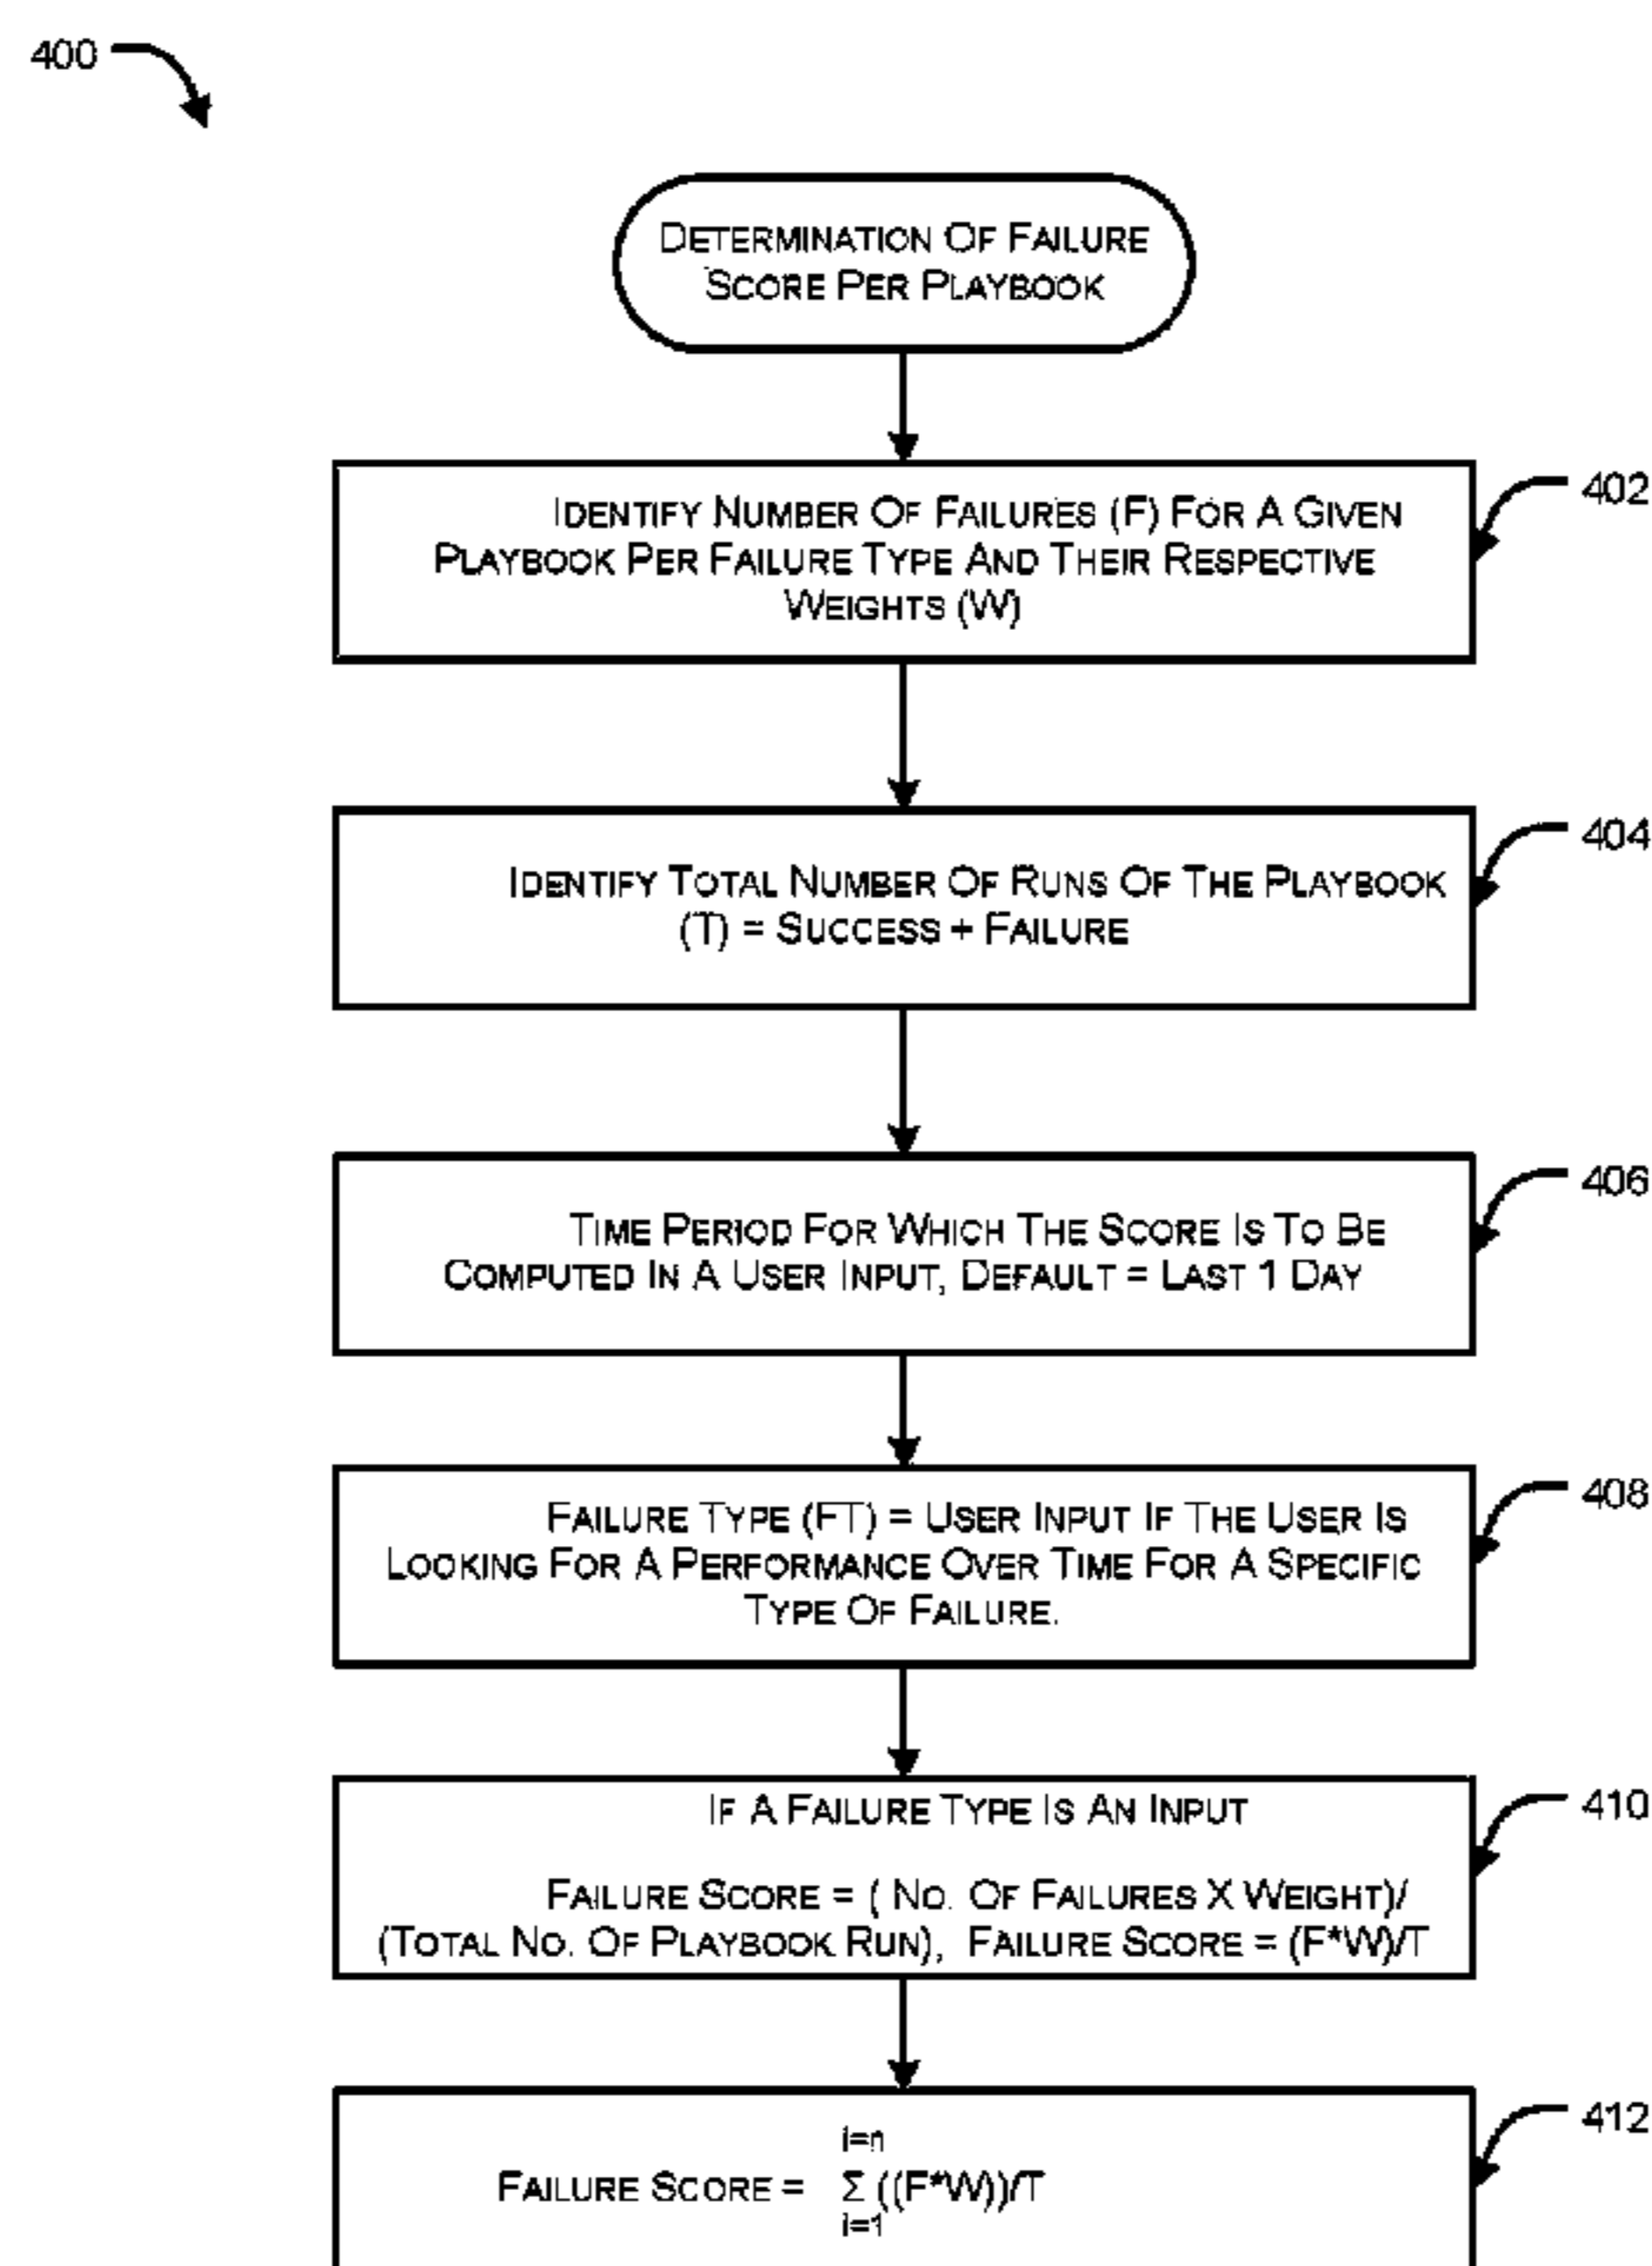 400
DETERMINATION OF FAILURE
SCORE PER PLAYBOOK
402
IDENTIFY NUMBER OF FAILURES (F) FOR A GIVEN
PLAYBOOK PER FAILURE TYPE AND THEIR RESPECTIVE
WEIGHTS (W)
404
IDENTIFY TOTAL NUMBER OF RUNS OF THE PLAYBOOK
(T) = SUCCESS + FAILURE
406
TIME PERIOD FOR WHICH THE SCORE IS TO BE
COMPUTED IN A USER INPUT, DEFAULT = LAST 1 DAY
408
FAILURE TYPE (FT) = USER INPUT IF THE USER IS
LOOKING FOR A PERFORMANCE OVER TIME FOR A SPECIFIC
TYPE OF FAILURE.
410
IF A FAILURE TYPE IS AN INPUT
FAILURE SCORE = ( NO. OF FAILURES X WEIGHT)/
(TOTAL NO. OF PLAYBOOK RUN), FAILURE SCORE = (F*W)/T
412
i=n
FAILURE SCORE = Σ ((F*W))/T
i=1